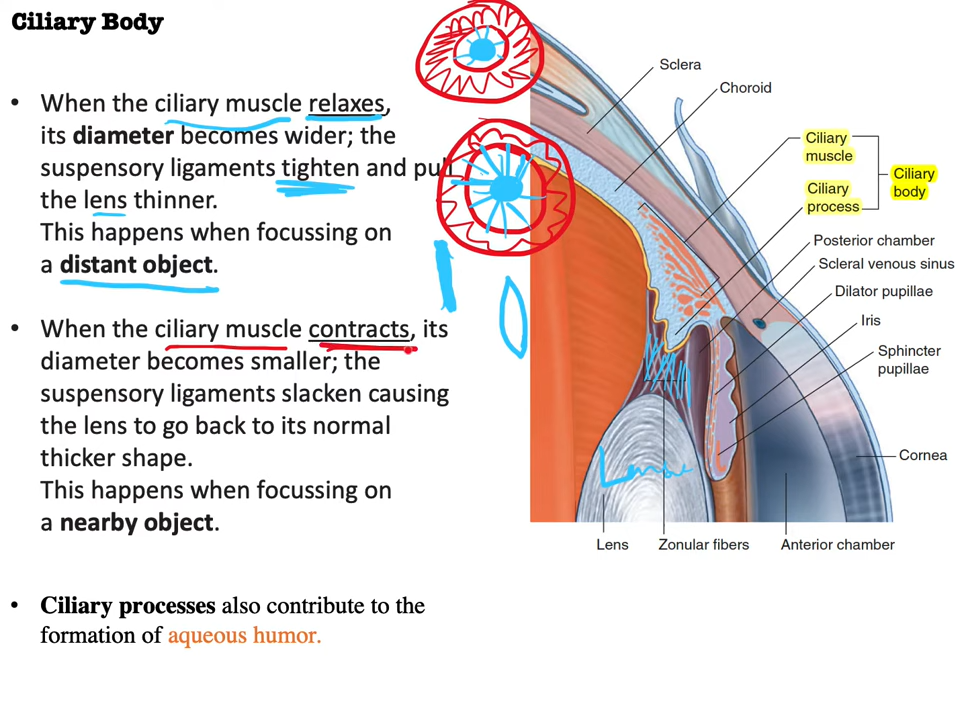 Ciliary Body
• When the ciliary muscle relaxes,
its diameter becomes wider; the
suspensory ligaments tighten and pull
the lens thinner.
This happens when focussing on
a distant object.
• When the ciliary muscle contracts, its
diameter becomes smaller; the
suspensory ligaments slacken causing
the lens to go back to its normal
thicker shape.
This happens when focussing on
a nearby object.
• Ciliary processes also contribute to the
formation of aqueous humor.
Sclera
Choroid
Ciliary
muscle
Ciliary
process
Ciliary
body
Posterior chamber
Scleral venous sinus
Dilator pupillae
Iris
Sphincter
pupillae
Cornea
Lens
Zonular fibers
Anterior chamber